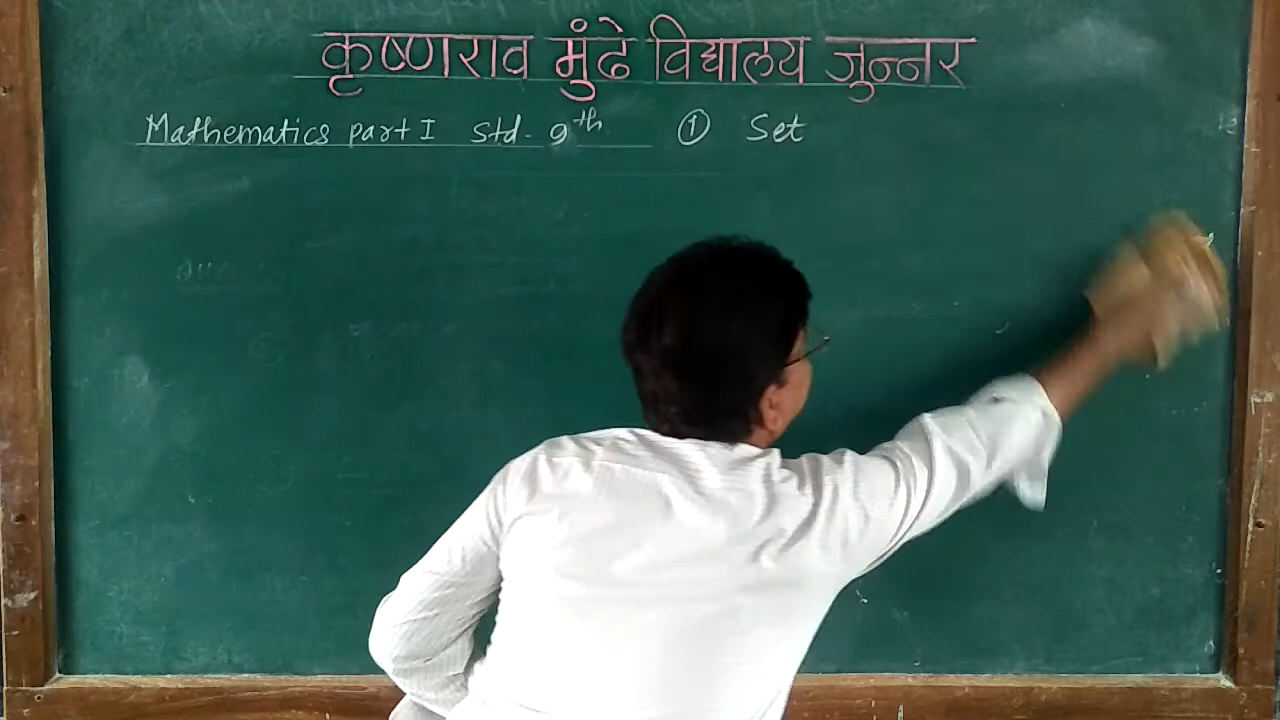 कृष्णराव मुंढे विद्यालय जुन्नर
Mathematics part I Std - 9th ① Set